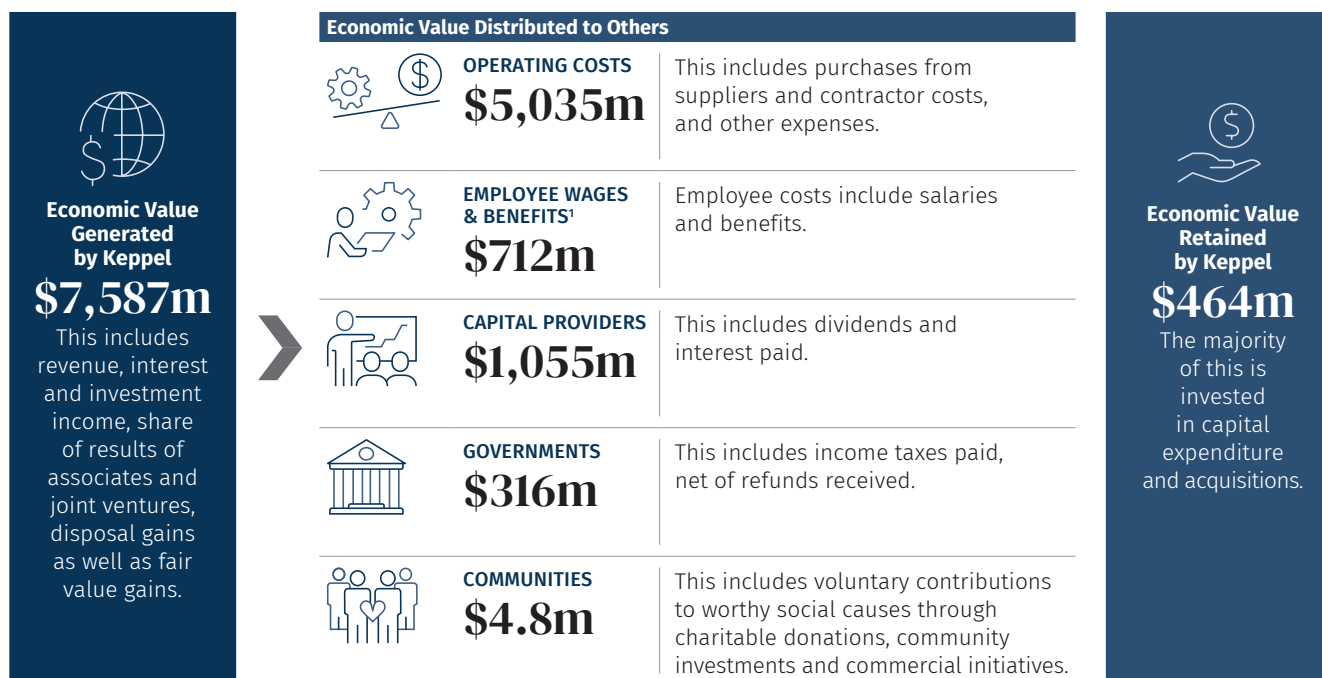 Economic Value
Generated
by Keppel
$7,587m
This includes
revenue, interest
and investment
income, share
of results of
associates and
joint ventures,
disposal gains
as well as fair
value gains.
Economic Value Distributed to Others
OPERATING COSTS
$5,035m
This includes purchases from
suppliers and contractor costs,
and other expenses.
EMPLOYEE WAGES
& BENEFITS¹
$712m
Employee costs include salaries
and benefits.
CAPITAL PROVIDERS
$1,055m
This includes dividends and
interest paid.
GOVERNMENTS
$316m
This includes income taxes paid,
net of refunds received.
COMMUNITIES
$4.8m
This includes voluntary contributions
to worthy social causes through
charitable donations, community
investments and commercial initiatives.
Economic Value
Retained
by Keppel
$464m
The majority
of this is
invested
in capital
expenditure
and acquisitions.